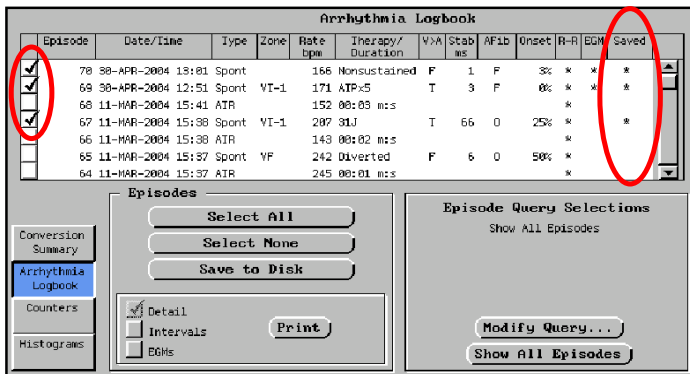 Arrhythmia Logbook
Episode Date/Time Type Zone Rate bpm Therapy/ Duration V>A Stab ms AFib Onset R-R EGM Saved
70 30-APR-2004 13:01 Spont 166 Nonsustained F 1 F 3% * * *
69 30-APR-2004 12:51 Spont VT-1 171 ATPx5 T 3 F 0% * * *
68 11-MAR-2004 15:41 ATR 152 00:03 m:s *
67 11-MAR-2004 15:38 Spont VT-1 207 31J T 66 0 25% * *
66 11-MAR-2004 15:38 ATR 143 00:02 m:s *
65 11-MAR-2004 15:37 Spont VF 242 Diverted F 6 0 50% *
64 11-MAR-2004 15:37 ATR 245 00:01 m:s *
Episodes
Select All
Select None
Save to Disk
Detail
Intervals
EGMs
Print
Episode Query Selections
Show All Episodes
Modify Query...
Show All Episodes
Conversion
Summary
Arrhythmia
Logbook
Counters
Histograms